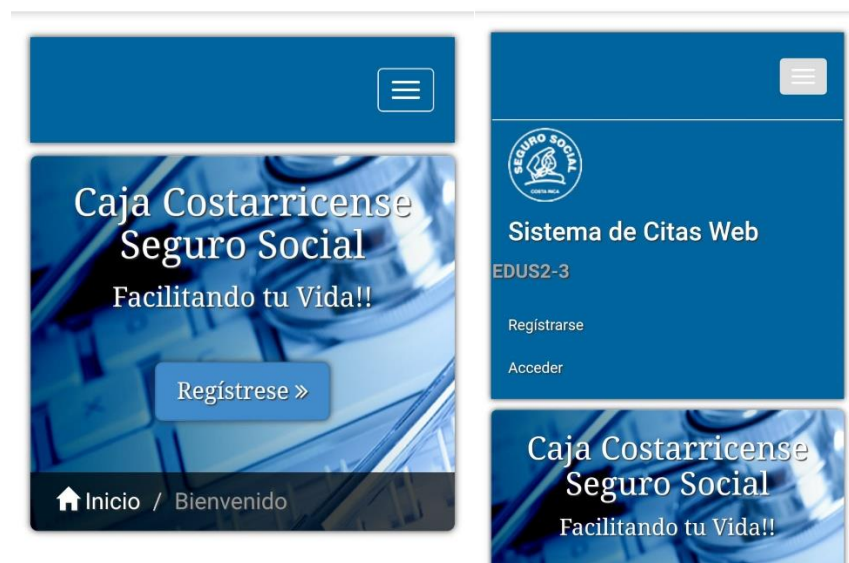 Caja Costarricense
Seguro Social
Facilitando tu Vida!!
Regístrese »
Inicio / Bienvenido
SEGURO SOCIAL
COSTA RICA
Sistema de Citas Web
EDUS2-3
Regístrarse
Acceder
Caja Costarricense
Seguro Social
Facilitando tu Vida!!